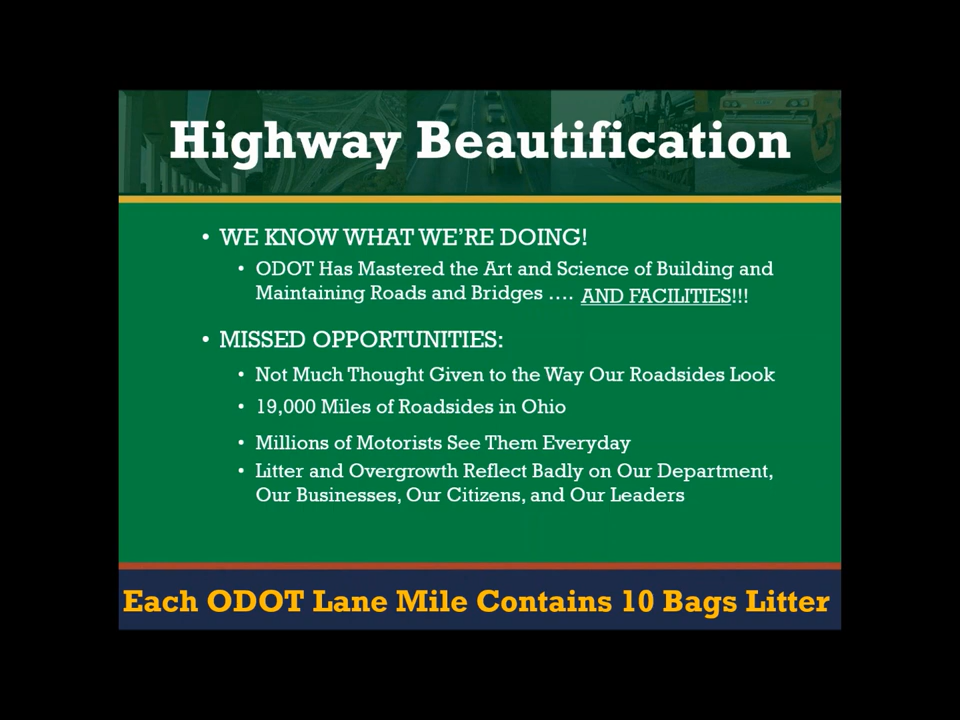 Highway Beautification
• WE KNOW WHAT WE’RE DOING!
• ODOT Has Mastered the Art and Science of Building and
Maintaining Roads and Bridges .... AND FACILITIES!!!
• MISSED OPPORTUNITIES:
• Not Much Thought Given to the Way Our Roadsides Look
• 19,000 Miles of Roadsides in Ohio
• Millions of Motorists See Them Everyday
• Litter and Overgrowth Reflect Badly on Our Department,
Our Businesses, Our Citizens, and Our Leaders
Each ODOT Lane Mile Contains 10 Bags Litter